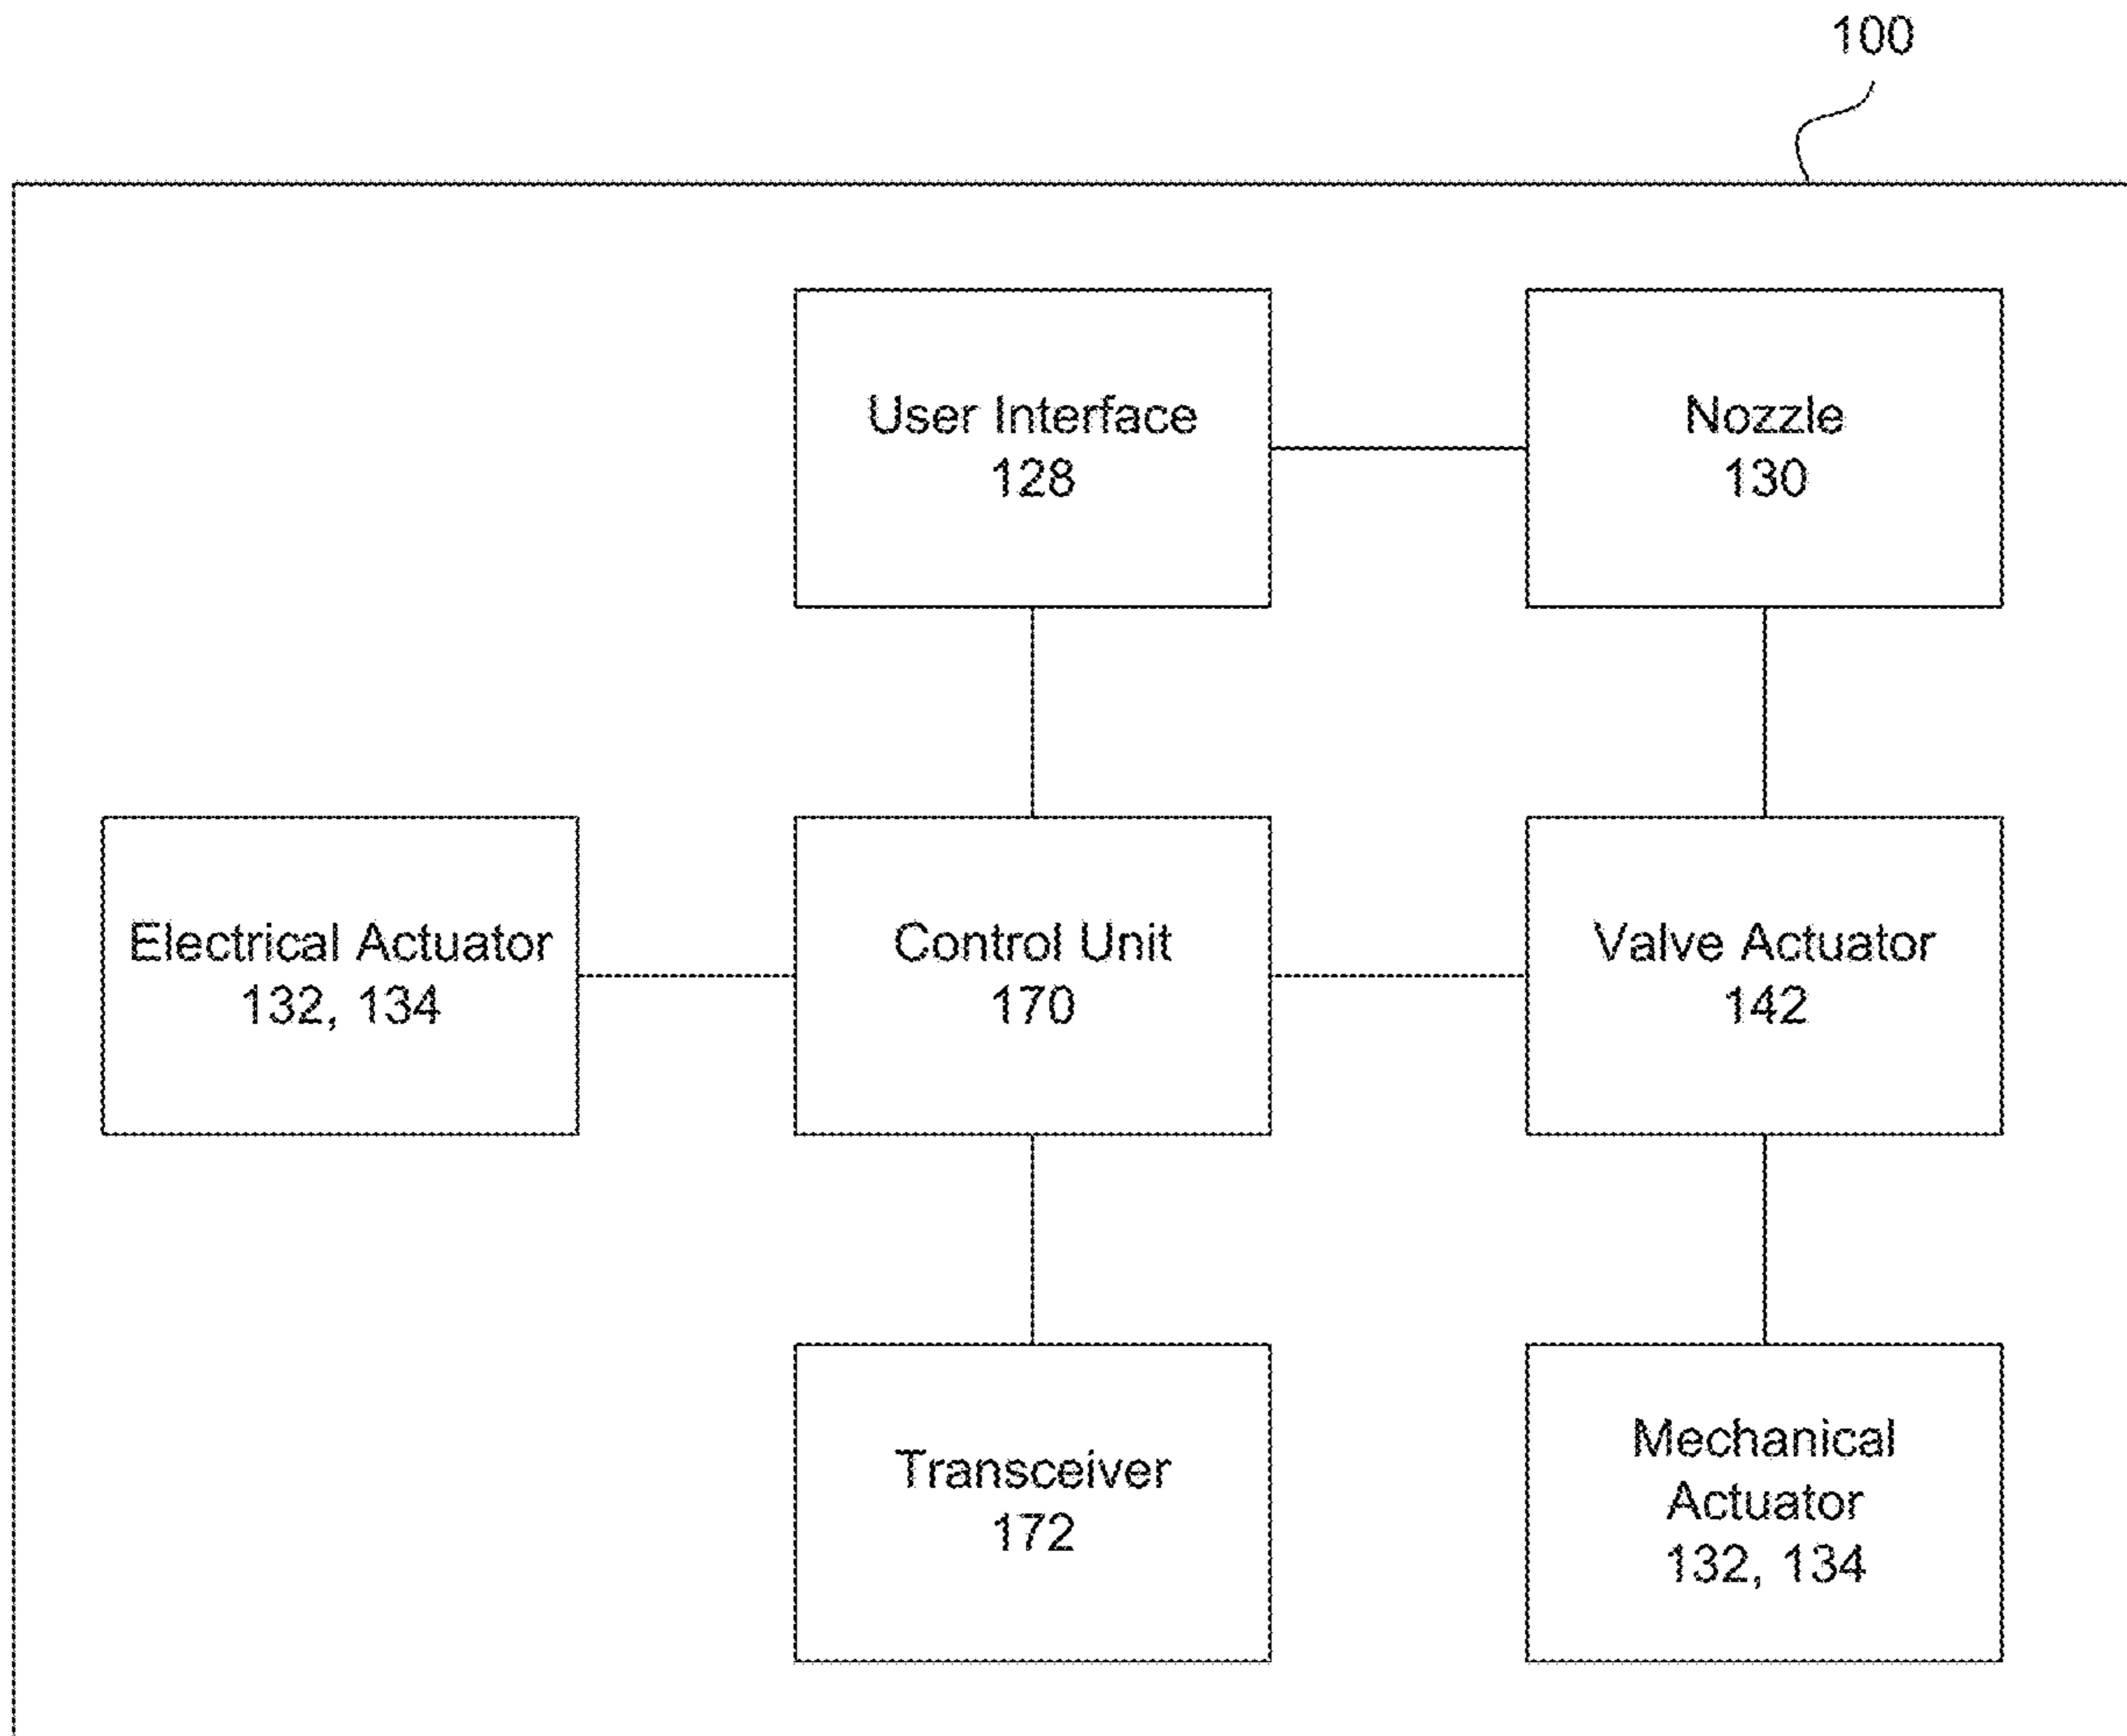 100
User Interface
128
Nozzle
130
Electrical Actuator
132, 134
Control Unit
170
Valve Actuator
142
Transceiver
172
Mechanical
Actuator
132, 134